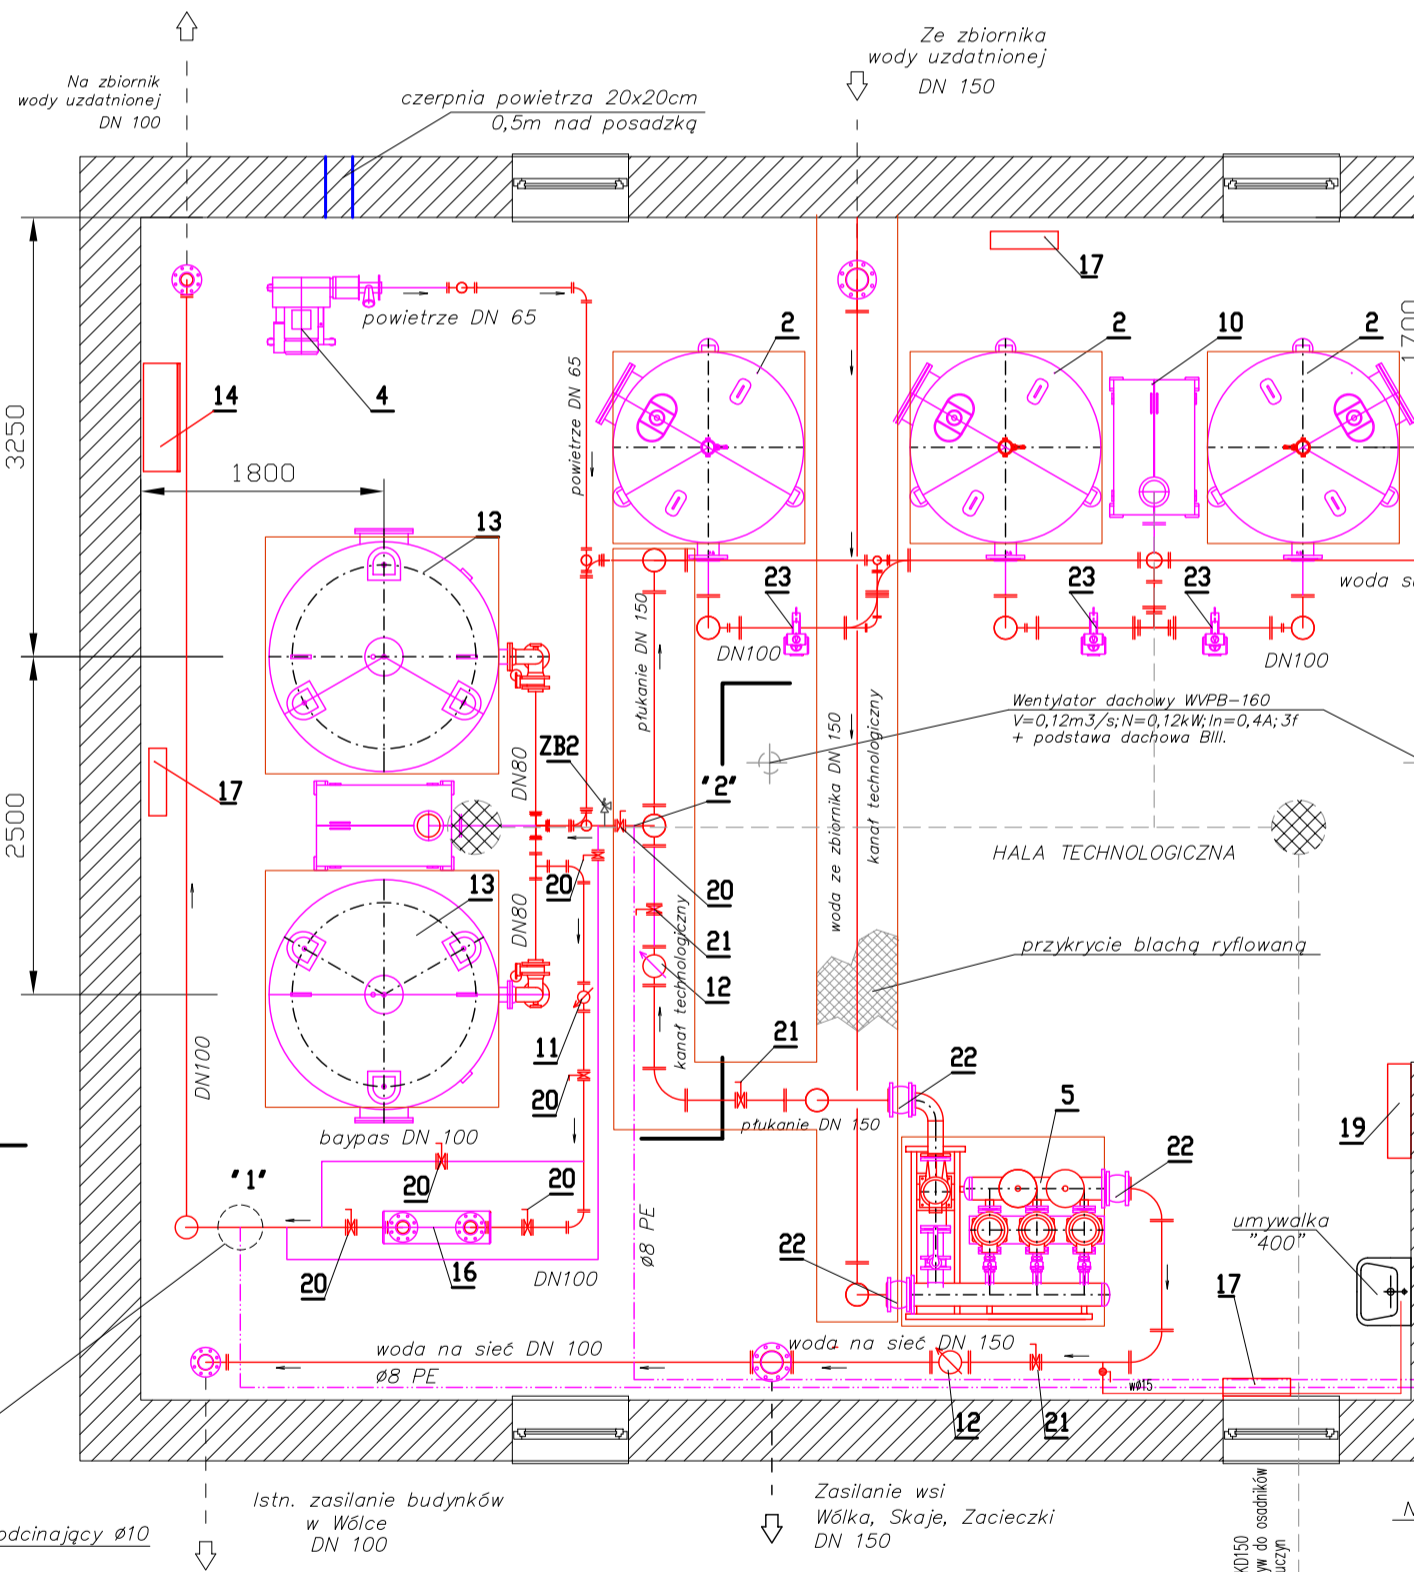 Na zbiornik
wody uzdatnionej
DN 100
Ze zbiornika
wody uzdatnionej
DN 150
czerpnia powietrza 20x20cm
0,5m nad posadzką
17
powietrze DN 65
2
2
10
2
1700
3250
14
4
powietrze DN 65
1800
13
23
23
23
woda
płukanie DN 150
DN100
DN100
Wentylator dachowy WVPB-160
V=0,12m3/s; N=0,12kW; In=0,4A; 3f
+ podstawa dachowa BIII.
kanał technologiczny
woda ze zbiornika DN 150
ZB2
"2"
DN80
17
2500
HALA TECHNOLOGICZNA
13
20
20
DN80
21
przykrycie blachą ryflowaną
12
kanał technologiczny
DN100
11
21
22
20
5
baypas DN 100
płukanie DN 150
19
22
"1"
20
20
umywalka
"400"
ø8 PE
22
20
16
DN100
17
woda na sieć DN 100
woda na sieć DN 150
ø8 PE
wø15
12
21
Istn. zasilanie budynków
w Wólce
DN 100
Zasilanie wsi
Wólka, Skaje, Zacieczki
DN 150
odcinający ø10
KD150
yw do osadników
uczyn
N